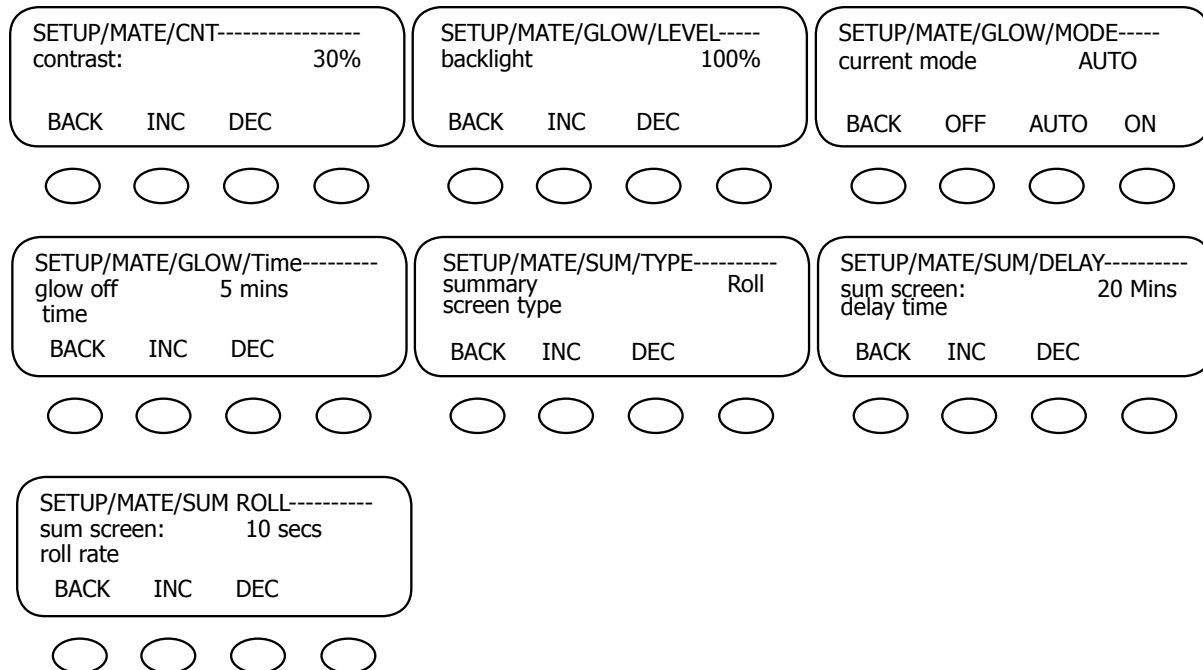 SETUP/MATE/CNT-----------------
contrast: 30%
BACK INC DEC
SETUP/MATE/GLOW/LEVEL-----
backlight 100%
BACK INC DEC
SETUP/MATE/GLOW/MODE-----
current mode AUTO
BACK OFF AUTO ON
SETUP/MATE/GLOW/Time---------
glow off 5 mins
time
BACK INC DEC
SETUP/MATE/SUM/TYPE----------
summary Roll
screen type
BACK INC DEC
SETUP/MATE/SUM/DELAY----------
sum screen: 20 Mins
delay time
BACK INC DEC
SETUP/MATE/SUM ROLL----------
sum screen: 10 secs
roll rate
BACK INC DEC